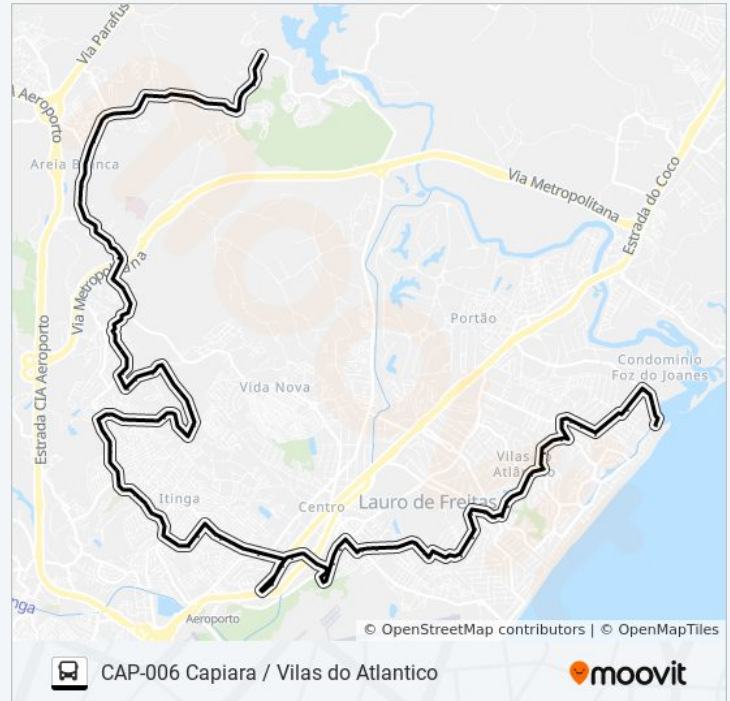 Via Parafus
Aeroporto
Areia Branca
Via Metropolitana
Estrada do Coco
Via Metropolitana
Portão
Estrada CIA Aeroporto
Condominio
Foz do Joanes
Vida Nova
Vilas do
Atlântico
Itinga
Centro
Lauro de Freitas
nga
Aeroporto
© OpenStreetMap contributors | © OpenMapTiles
CAP-006 Capiara / Vilas do Atlantico
moovit